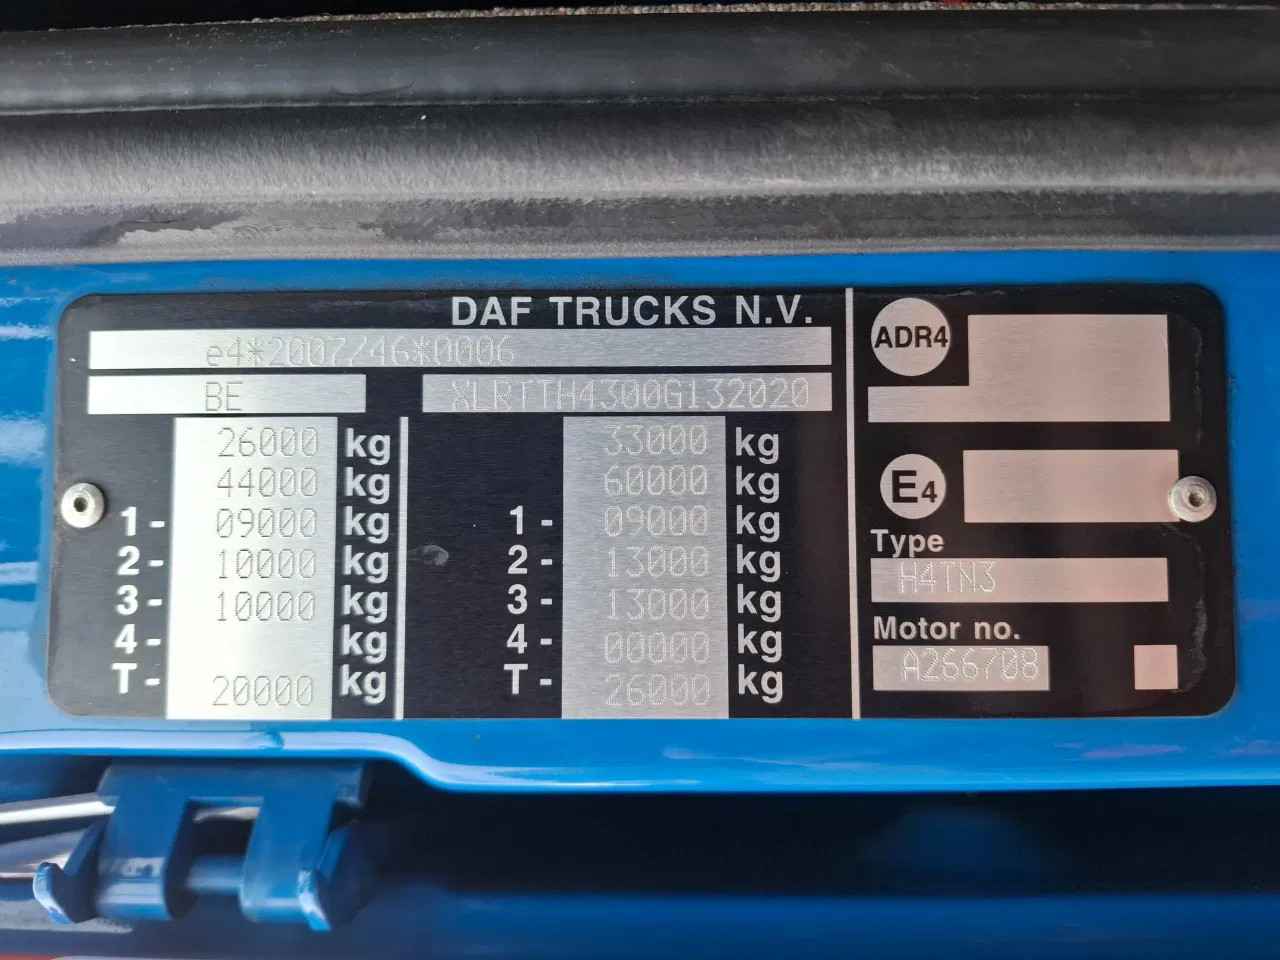 DAF TRUCKS N.V.
e4*2007/46*0006
BE XLRTTH4300G132020
26000 kg 33000 kg
44000 kg 60000 kg
1- 09000 kg 1- 09000 kg
2- 10000 kg 2- 13000 kg
3- 10000 kg 3- 13000 kg
4- kg 4- 00000 kg
T- 20000 kg T- 26000 kg
ADR4
E4
Type
H4TN3
Motor no.
A266708